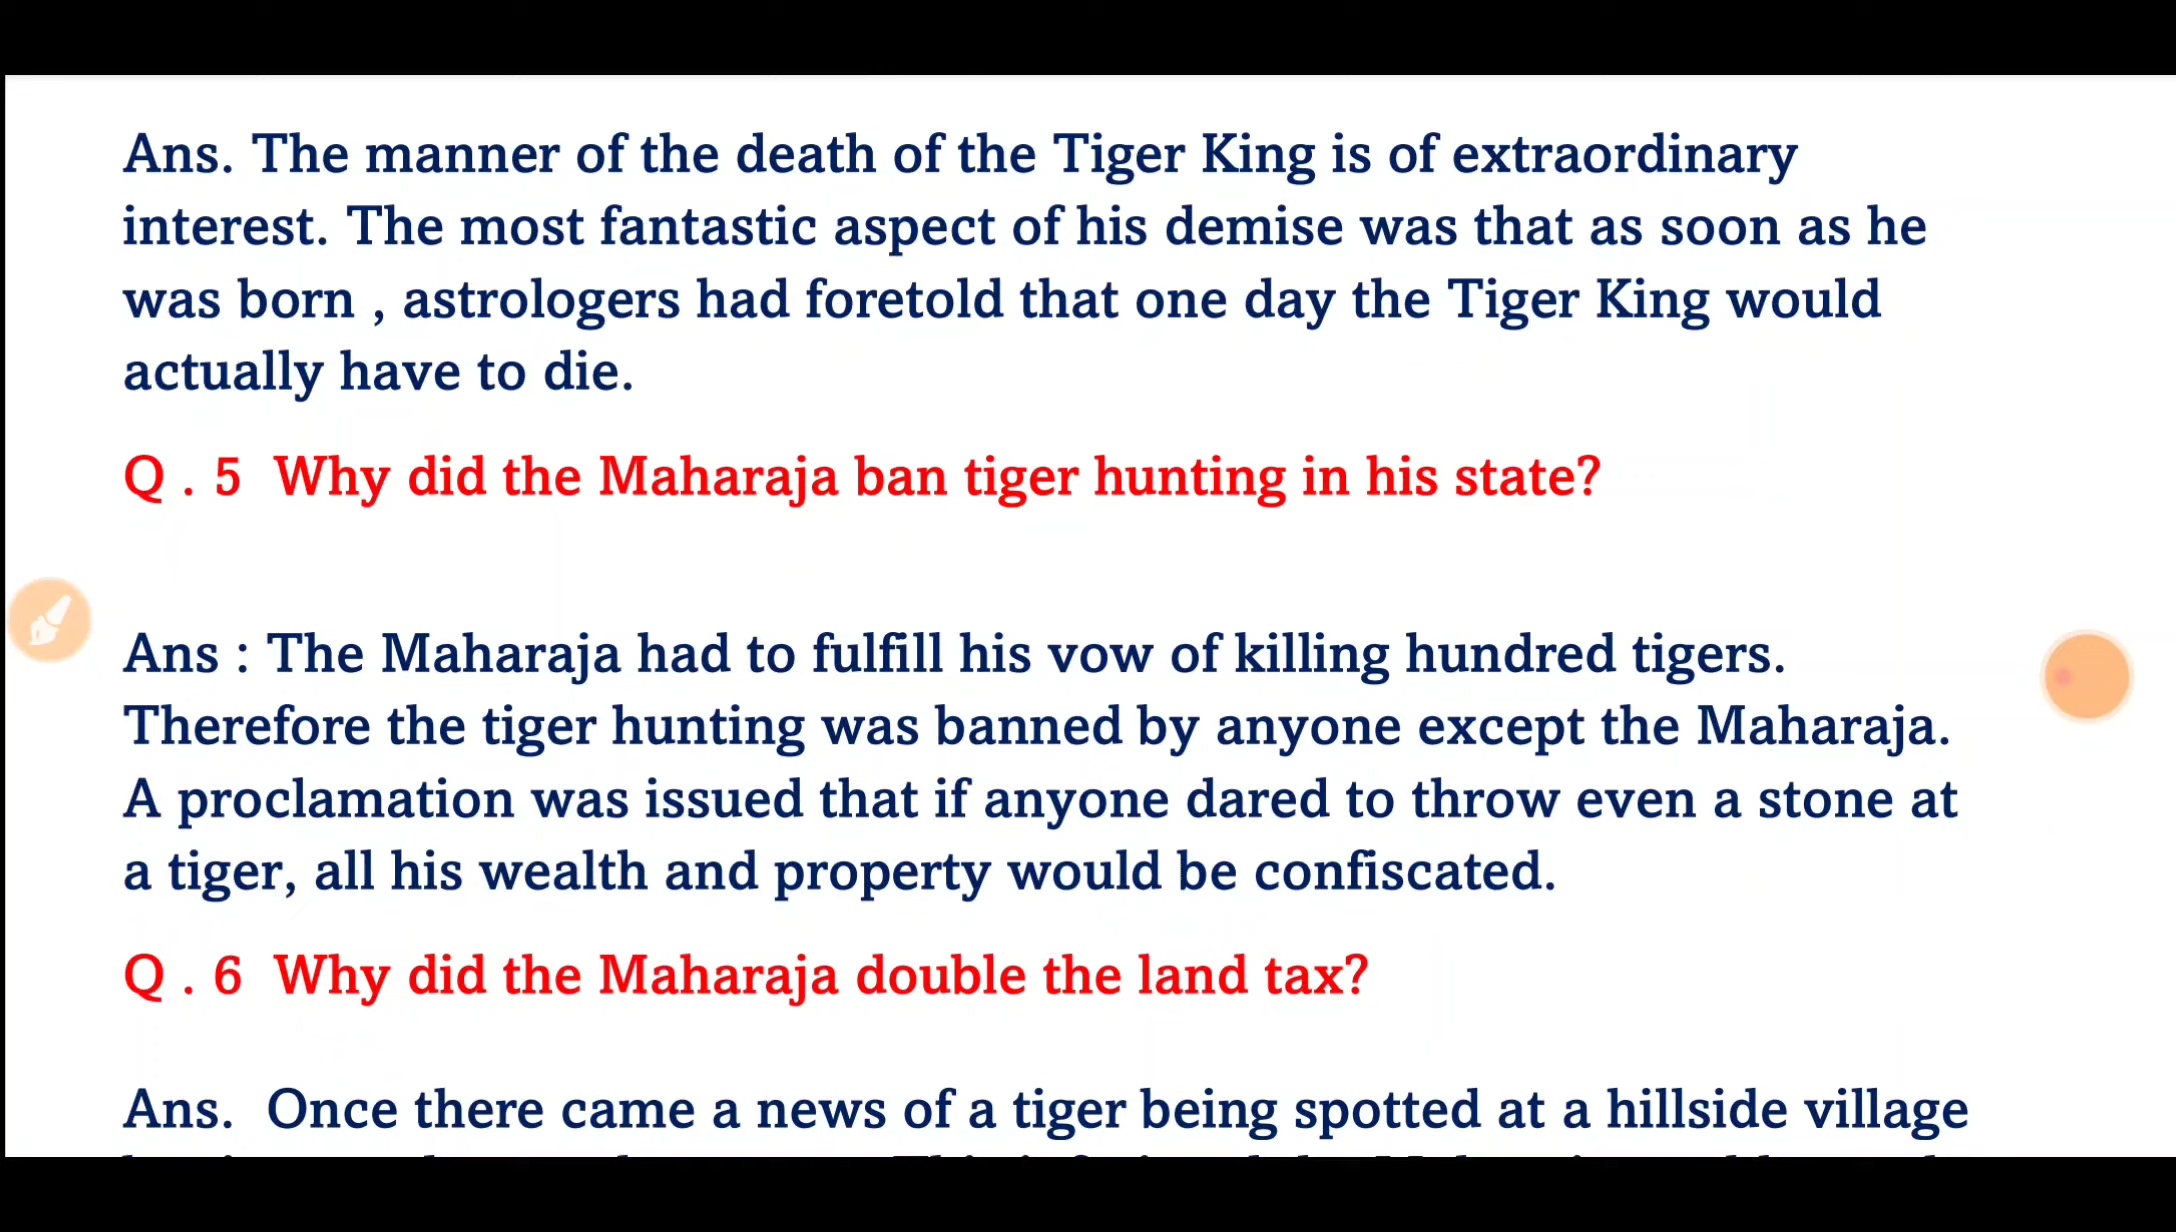 Ans. The manner of the death of the Tiger King is of extraordinary
interest. The most fantastic aspect of his demise was that as soon as he
was born , astrologers had foretold that one day the Tiger King would
actually have to die.
Q . 5 Why did the Maharaja ban tiger hunting in his state?
Ans : The Maharaja had to fulfill his vow of killing hundred tigers.
Therefore the tiger hunting was banned by anyone except the Maharaja.
A proclamation was issued that if anyone dared to throw even a stone at
a tiger, all his wealth and property would be confiscated.
Q . 6 Why did the Maharaja double the land tax?
Ans. Once there came a news of a tiger being spotted at a hillside village